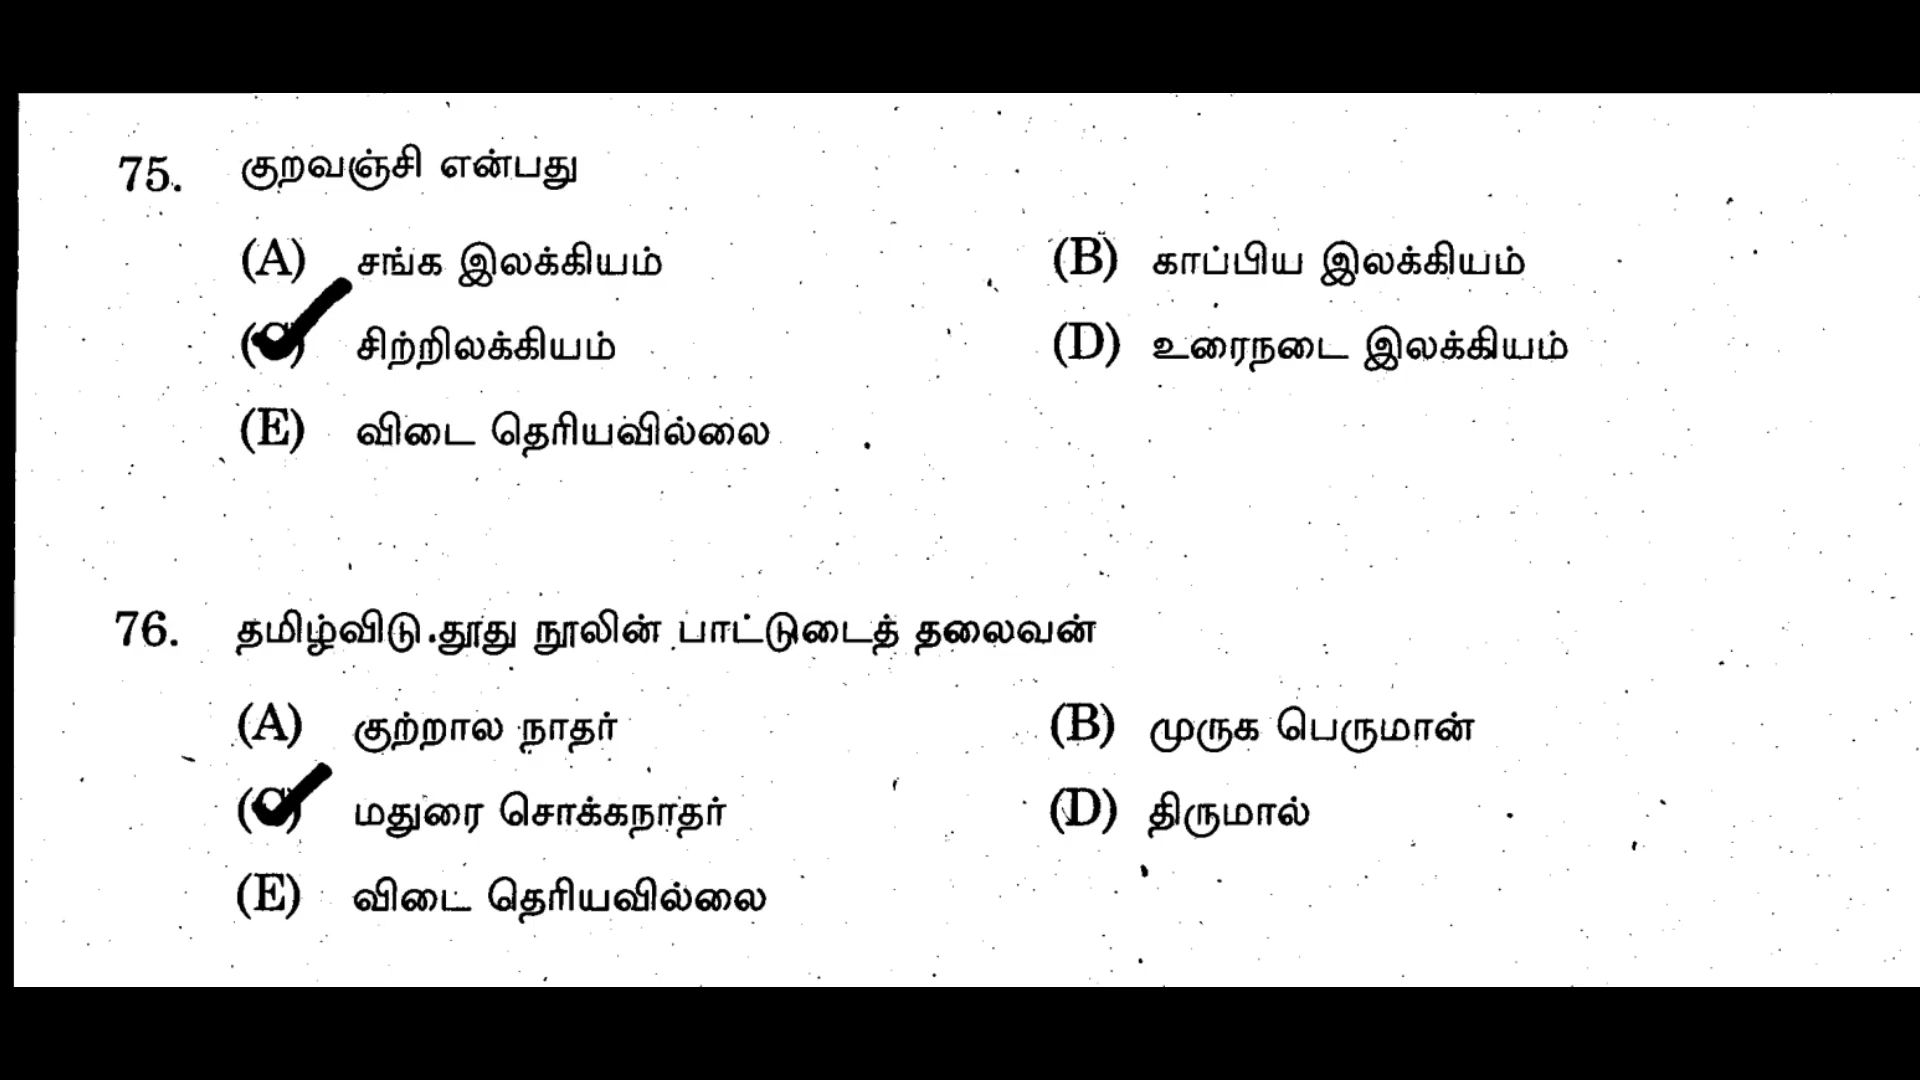 75. குறவஞ்சி என்பது
(A) சங்க இலக்கியம் (B) காப்பிய இலக்கியம்
(C) சிற்றிலக்கியம் (D) உரைநடை இலக்கியம்
(E) விடை தெரியவில்லை
76. தமிழ்விடு தூது நூலின் பாட்டுடைத் தலைவன்
(A) குற்றால நாதர் (B) முருக பெருமான்
(C) மதுரை சொக்கநாதர் (D) திருமால்
(E) விடை தெரியவில்லை